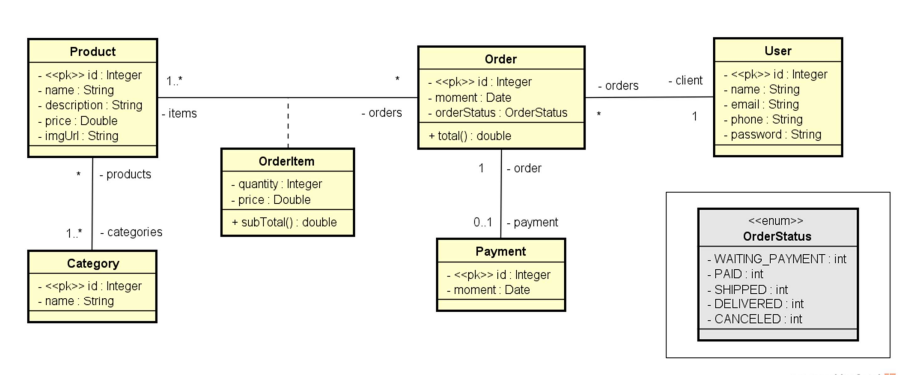 Product
- <<pk>> id : Integer
- name : String
- description : String
- price : Double
- imgUrl : String
1..*
*
- items
- orders
Order
- <<pk>> id : Integer
- moment : Date
- orderStatus : OrderStatus
+ total() : double
- orders
- client
*
1
User
- <<pk>> id : Integer
- name : String
- email : String
- phone : String
- password : String
OrderItem
- quantity : Integer
- price : Double
+ subTotal() : double
* - products
1..* - categories
Category
- <<pk>> id : Integer
- name : String
1 - order
0..1 - payment
Payment
- <<pk>> id : Integer
- moment : Date
<<enum>>
OrderStatus
- WAITING_PAYMENT : int
- PAID : int
- SHIPPED : int
- DELIVERED : int
- CANCELED : int